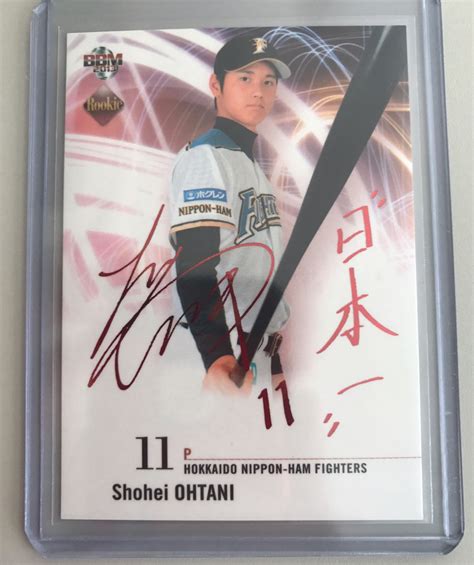 BBM
2013
Rookie
ホクレン
NIPPON-HAM
日本一
11
11 P
HOKKAIDO NIPPON-HAM FIGHTERS
Shohei OHTANI